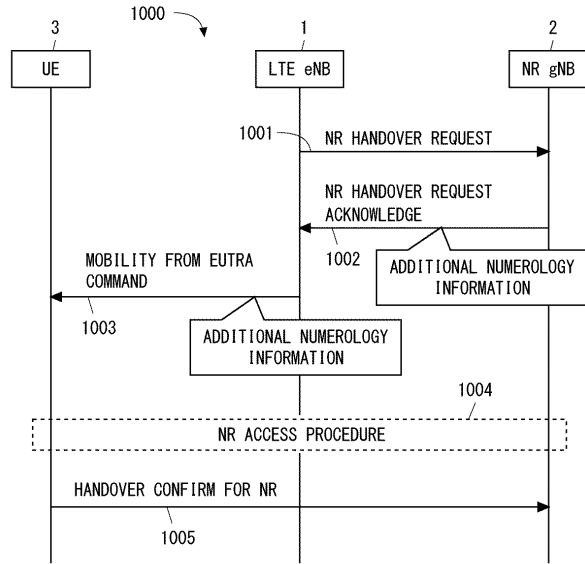 1000
3
1
2
UE
LTE eNB
NR gNB
1001
NR HANDOVER REQUEST
NR HANDOVER REQUEST
ACKNOWLEDGE
1002
ADDITIONAL NUMEROLOGY
INFORMATION
MOBILITY FROM EUTRA
COMMAND
1003
ADDITIONAL NUMEROLOGY
INFORMATION
1004
NR ACCESS PROCEDURE
HANDOVER CONFIRM FOR NR
1005